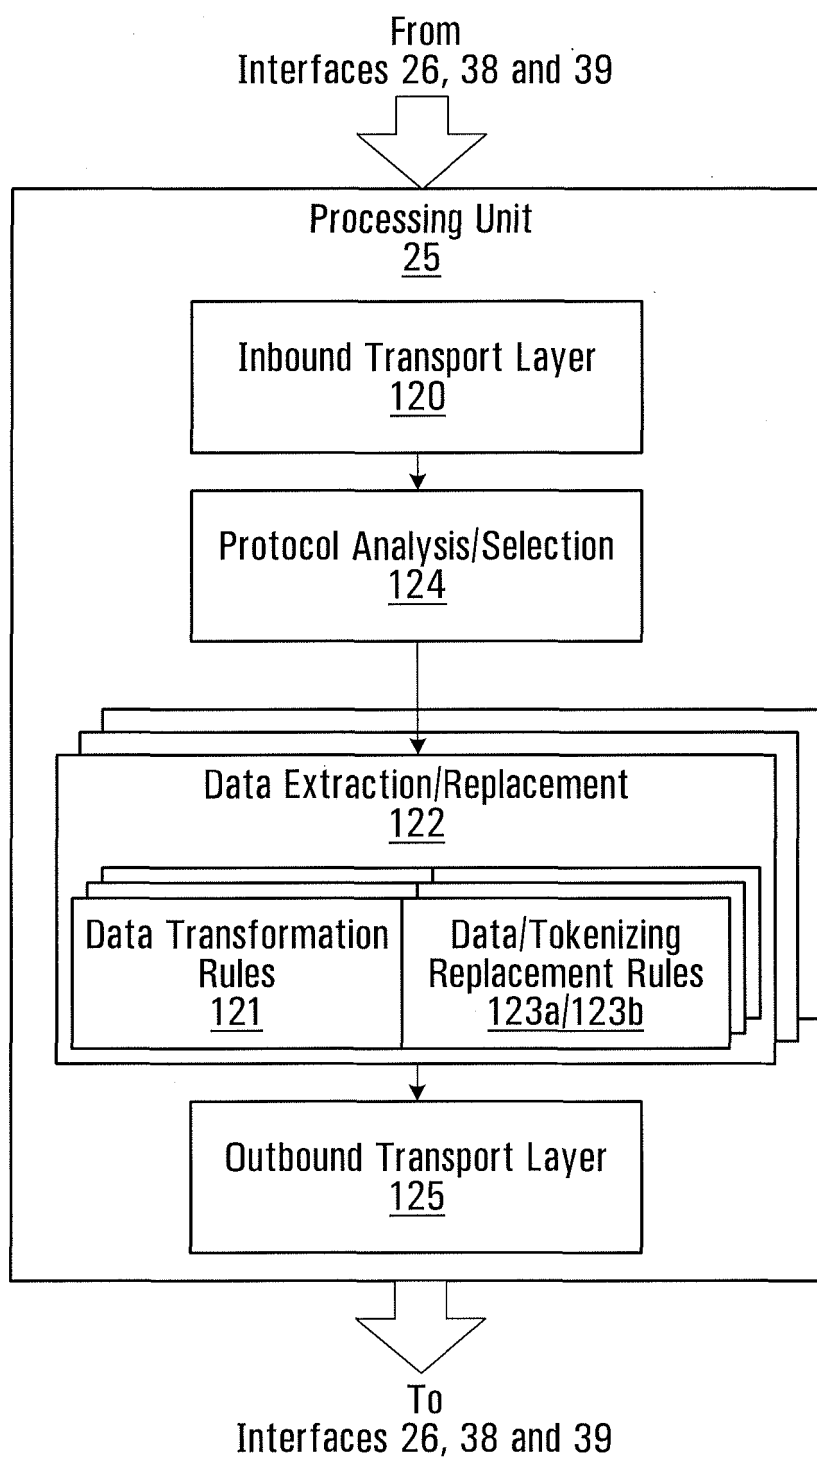 From
Interfaces 26, 38 and 39
Processing Unit
25
Inbound Transport Layer
120
Protocol Analysis/Selection
124
Data Extraction/Replacement
122
Data Transformation
Rules
121
Data/Tokenizing
Replacement Rules
123a/123b
Outbound Transport Layer
125
To
Interfaces 26, 38 and 39